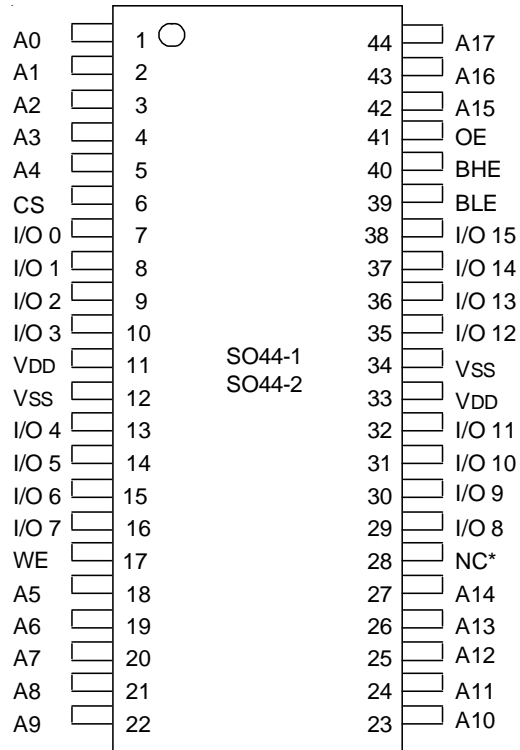 A0 1 44 A17
A1 2 43 A16
A2 3 42 A15
A3 4 41 OE
A4 5 40 BHE
CS 6 39 BLE
I/O 0 7 38 I/O 15
I/O 1 8 37 I/O 14
I/O 2 9 36 I/O 13
I/O 3 10 35 I/O 12
VDD 11 SO44-1 34 VSS
VSS 12 SO44-2 33 VDD
I/O 4 13 32 I/O 11
I/O 5 14 31 I/O 10
I/O 6 15 30 I/O 9
I/O 7 16 29 I/O 8
WE 17 28 NC*
A5 18 27 A14
A6 19 26 A13
A7 20 25 A12
A8 21 24 A11
A9 22 23 A10